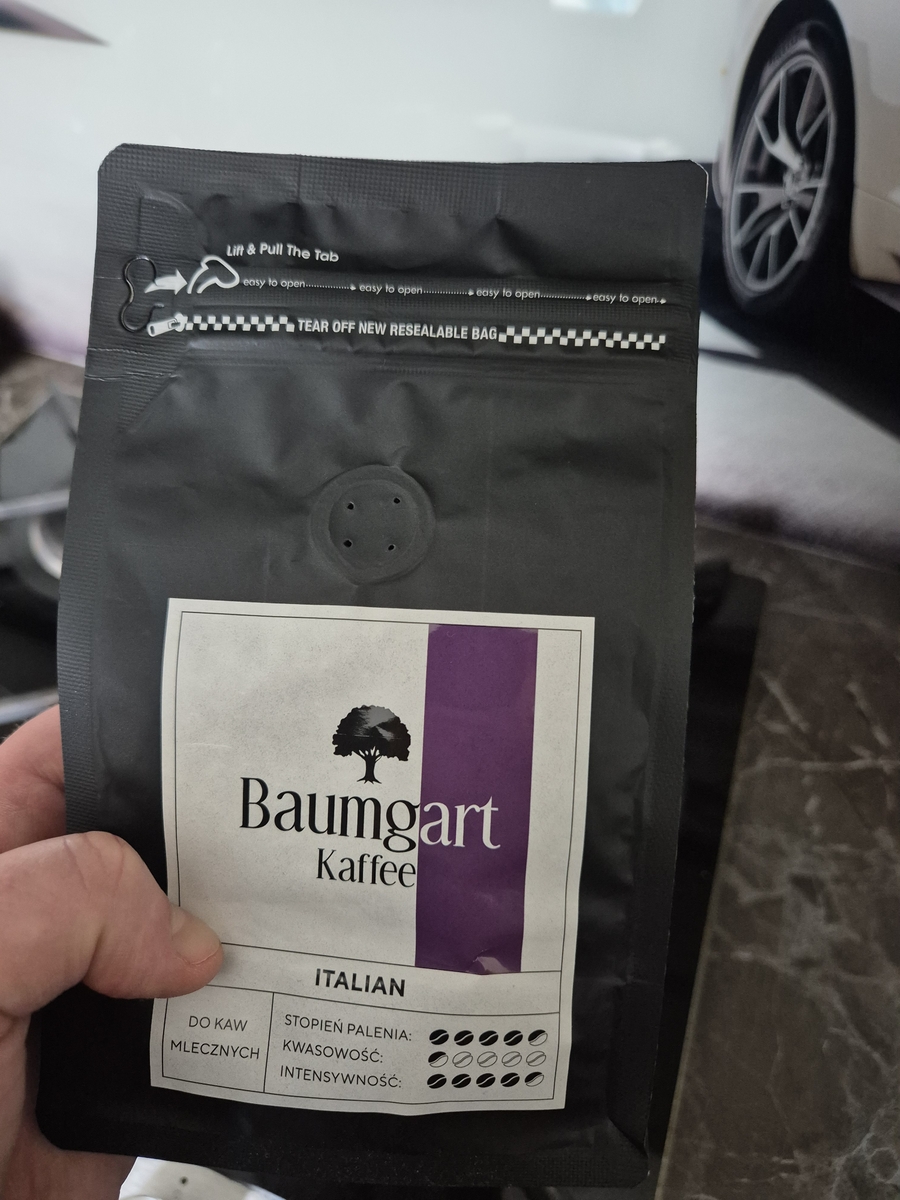 Lift & Pull The Tab
easy to open easy to open easy to open easy to open
TEAR OFF NEW RESEALABLE BAG
Baumgart
Kaffee
ITALIAN
DO KAW
MLECZNYCH
STOPIEŃ PALENIA:
KWASOWOŚĆ:
INTENSYWNOŚĆ: